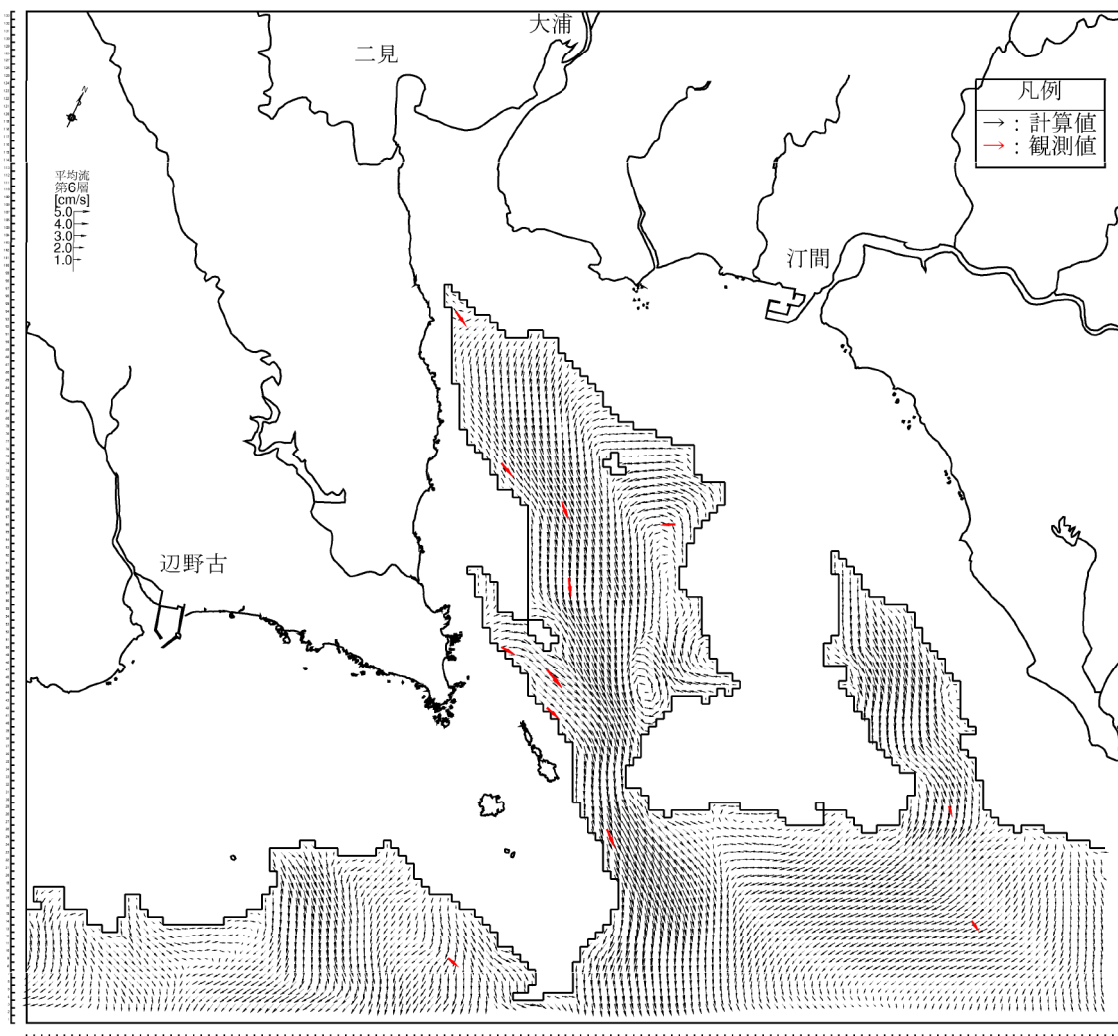 大浦
二見
凡例
→ : 計算値
→ : 観測値
N
平均流
第6層
[cm/s]
5.0
4.0
3.0
2.0
1.0
汀間
辺野古